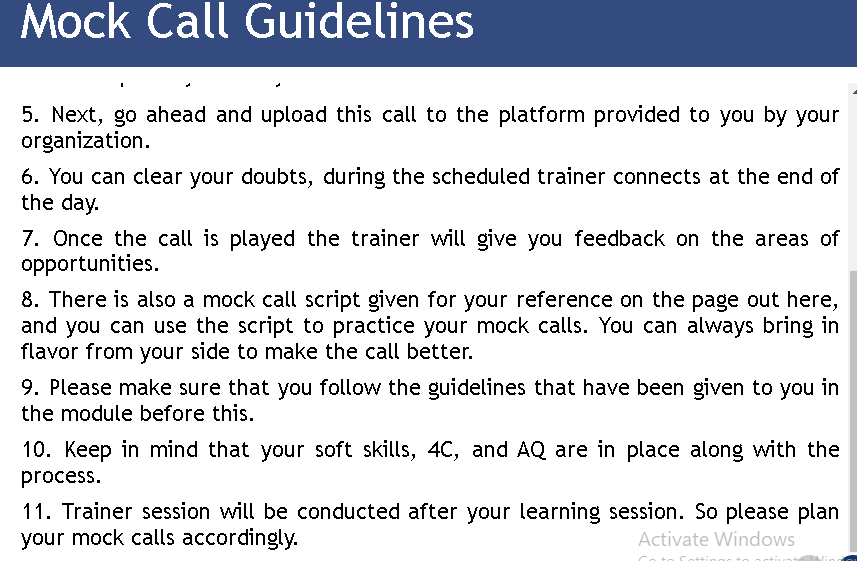 Mock Call Guidelines
5. Next, go ahead and upload this call to the platform provided to you by your
organization.
6. You can clear your doubts, during the scheduled trainer connects at the end of
the day.
7. Once the call is played the trainer will give you feedback on the areas of
opportunities.
8. There is also a mock call script given for your reference on the page out here,
and you can use the script to practice your mock calls. You can always bring in
flavor from your side to make the call better.
9. Please make sure that you follow the guidelines that have been given to you in
the module before this.
10. Keep in mind that your soft skills, 4C, and AQ are in place along with the
process.
11. Trainer session will be conducted after your learning session. So please plan
your mock calls accordingly.
Activate Windows